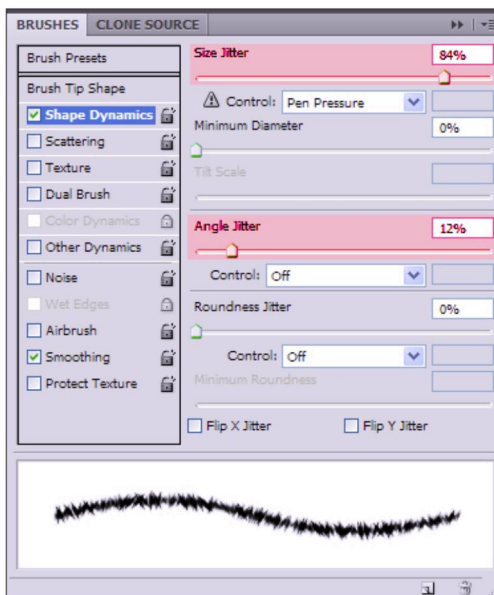 BRUSHES CLONE SOURCE
Brush Presets
Brush Tip Shape
Shape Dynamics
Scattering
Texture
Dual Brush
Color Dynamics
Other Dynamics
Noise
Wet Edges
Airbrush
Smoothing
Protect Texture
Size Jitter 84%
Control: Pen Pressure
Minimum Diameter 0%
Tilt Scale
Angle Jitter 12%
Control: Off
Roundness Jitter 0%
Control: Off
Minimum Roundness
Flip X Jitter Flip Y Jitter